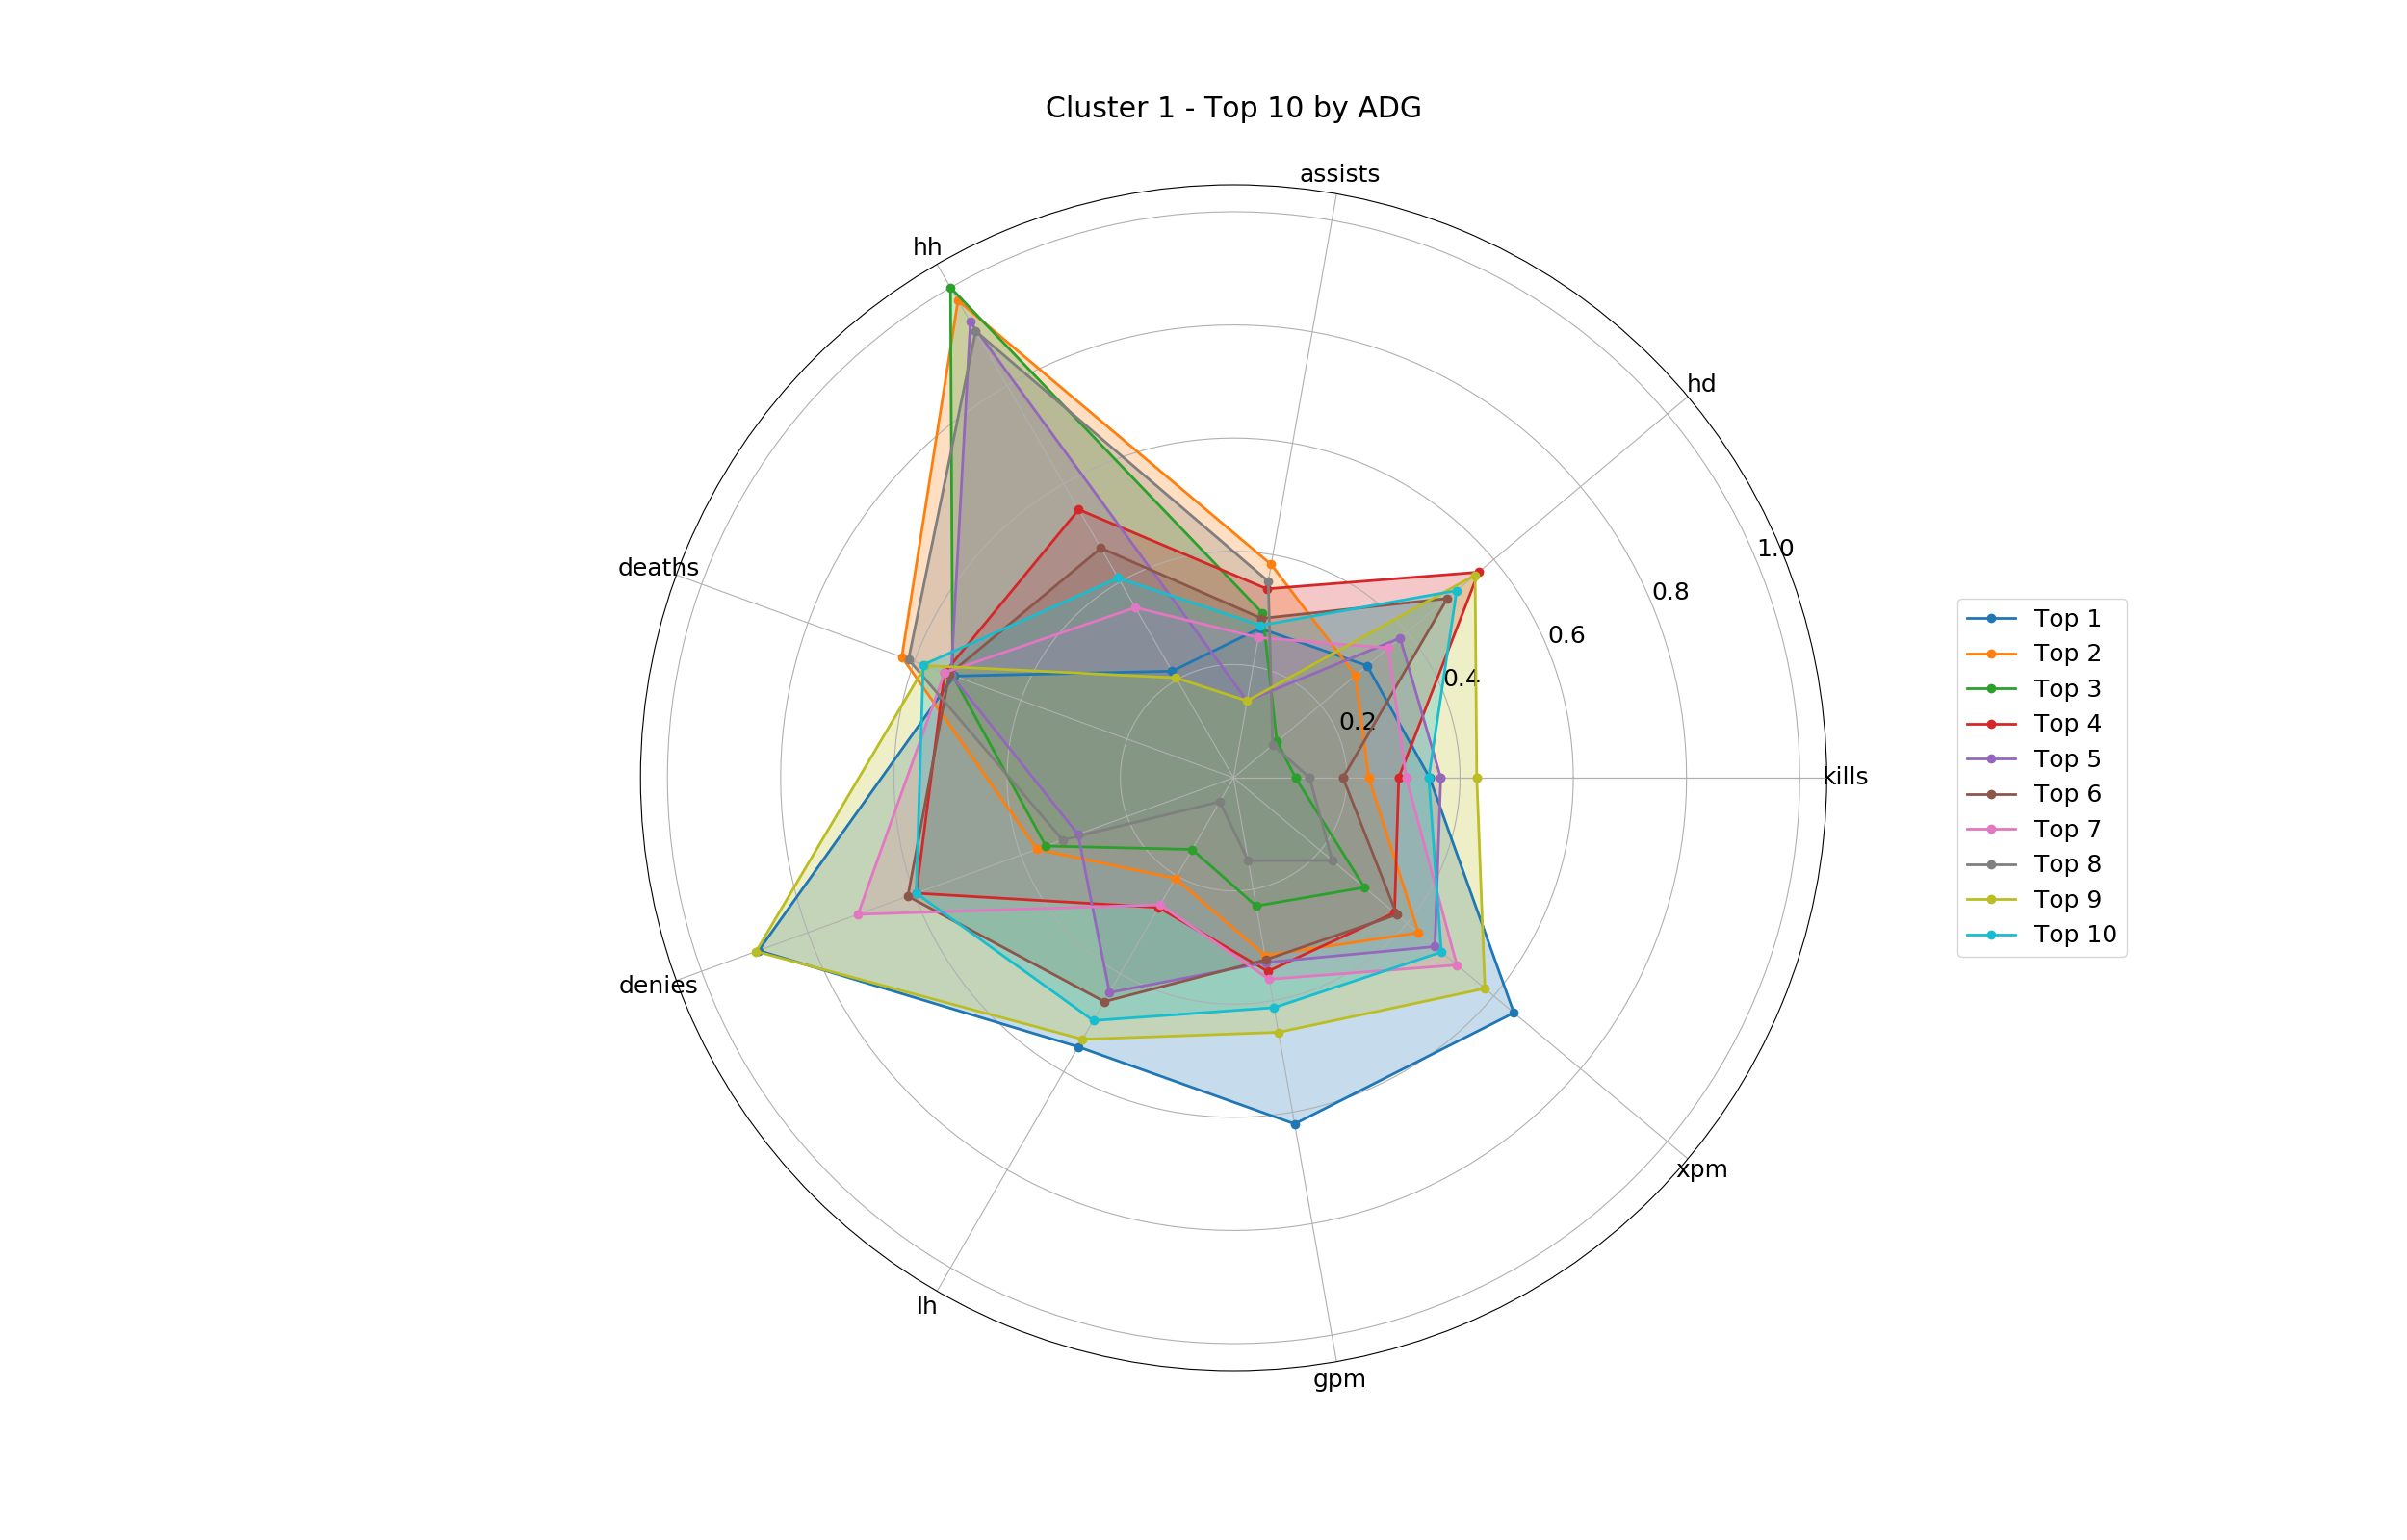 Cluster 1 - Top 10 by ADG
assists
hh
hd
deaths
1.0
0.8
0.6
0.4
0.2
kills
denies
xpm
lh
gpm
Top 1
Top 2
Top 3
Top 4
Top 5
Top 6
Top 7
Top 8
Top 9
Top 10